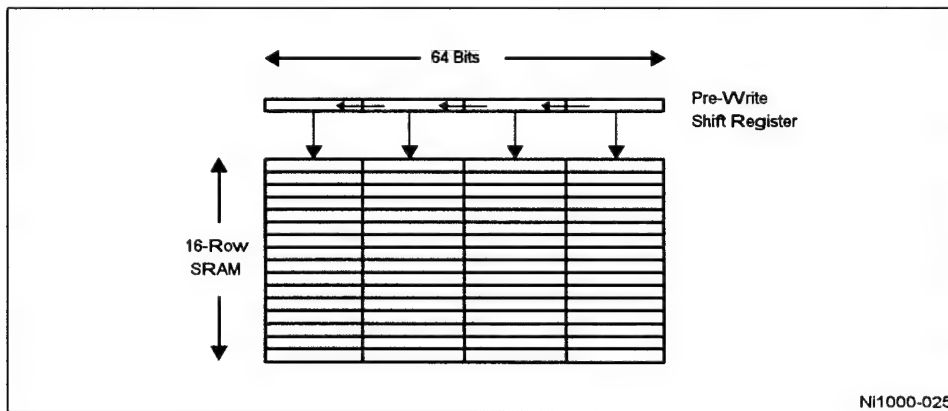 64 Bits
Pre-Write
Shift Register
16-Row
SRAM
Ni1000-025